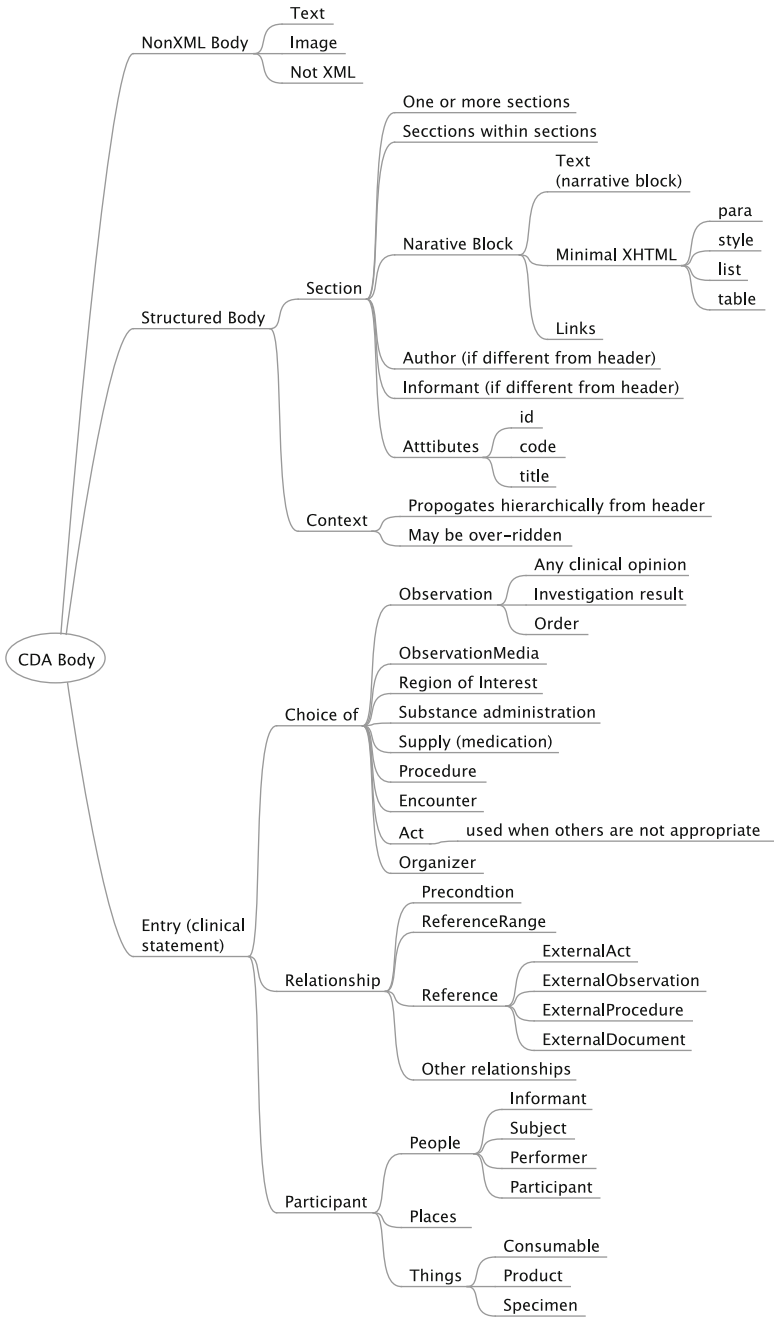 NonXML Body
Text
Image
Not XML
Structured Body
Section
One or more sections
Secctions within sections
Narative Block
Text
(narrative block)
Minimal XHTML
para
style
list
table
Links
Author (if different from header)
Informant (if different from header)
Atttibutes
id
code
title
Context
Propogates hierarchically from header
May be over-ridden
CDA Body
Entry (clinical
statement)
Choice of
Observation
Any clinical opinion
Investigation result
Order
ObservationMedia
Region of Interest
Substance administration
Supply (medication)
Procedure
Encounter
Act
used when others are not appropriate
Organizer
Relationship
Precondtion
ReferenceRange
Reference
ExternalAct
ExternalObservation
ExternalProcedure
ExternalDocument
Other relationships
Participant
People
Informant
Subject
Performer
Participant
Places
Things
Consumable
Product
Specimen